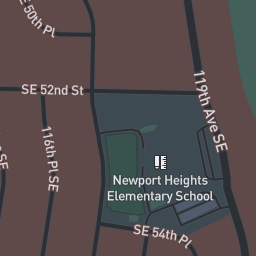 SE 50th Pl
SE 52nd St
119th Ave SE
116th Pl SE
SE
Newport Heights
Elementary School
SE 54th Pl